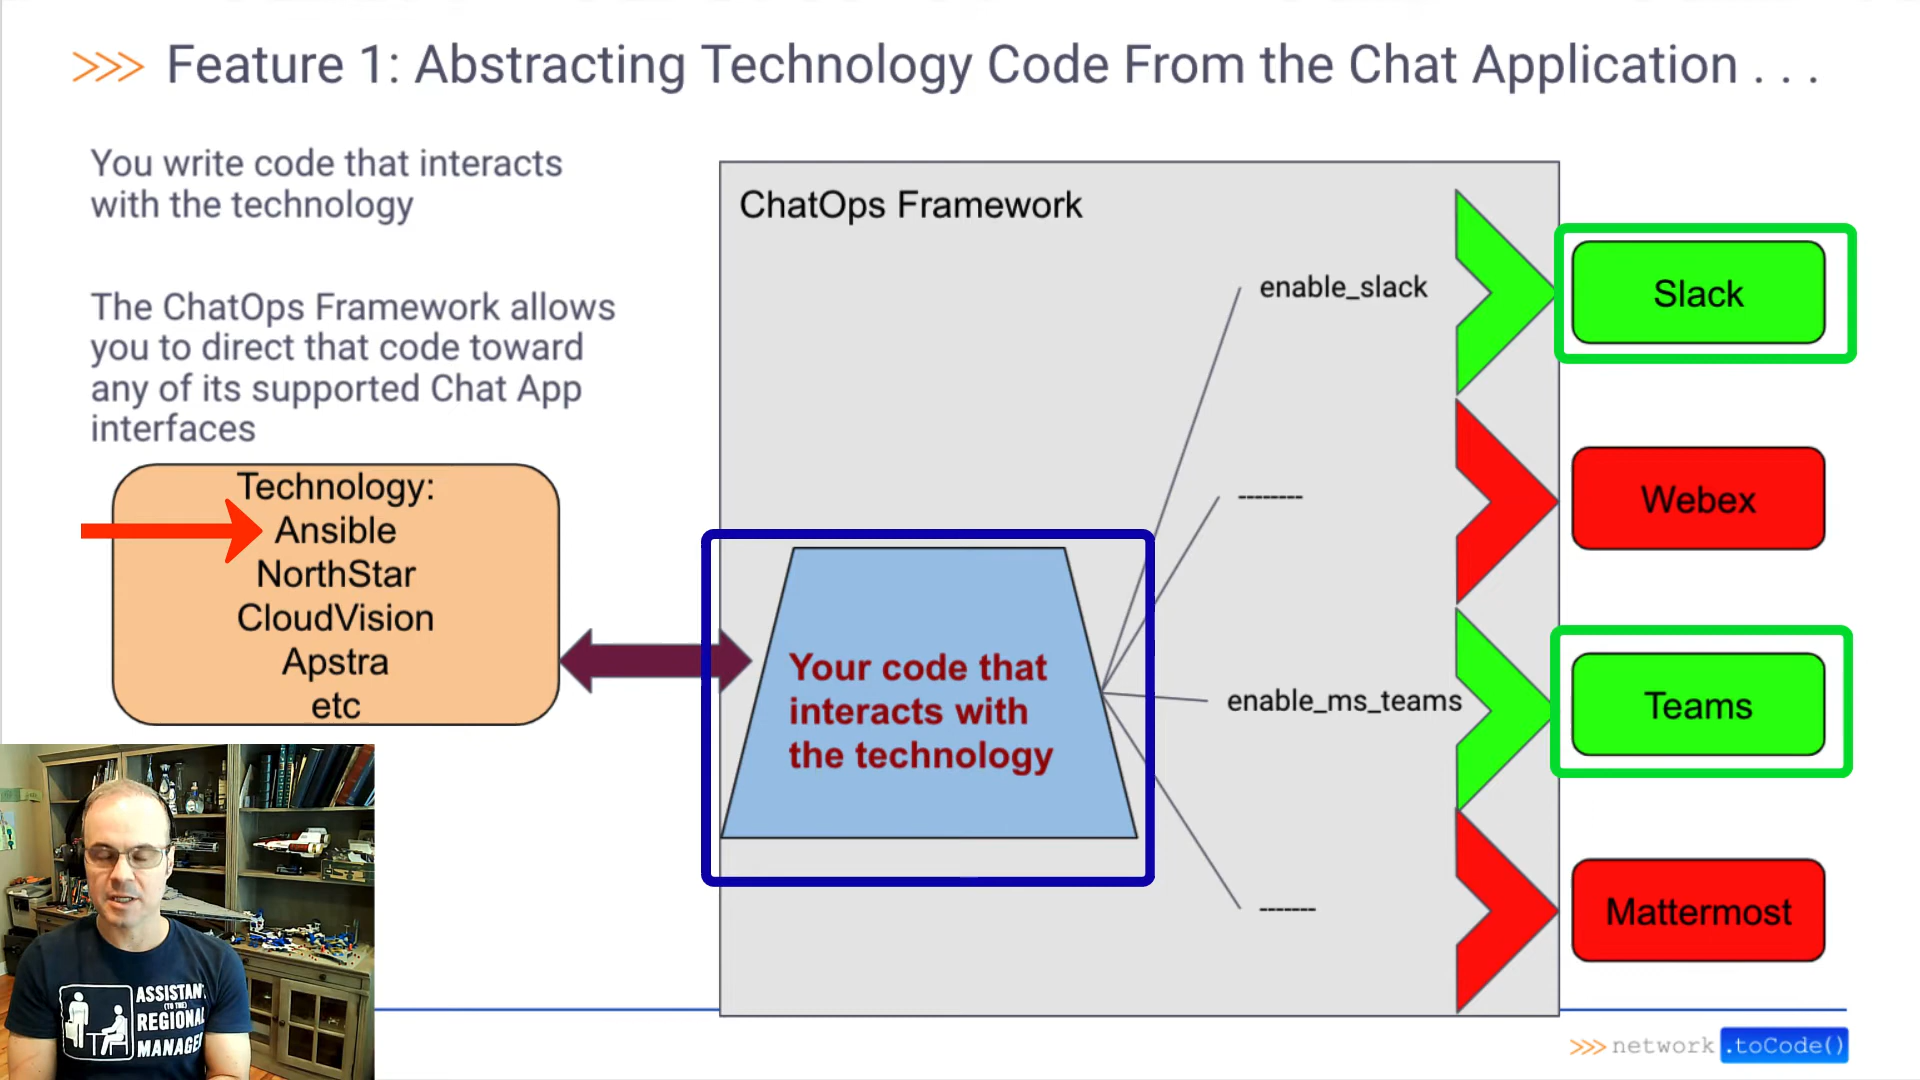 >>> Feature 1: Abstracting Technology Code From the Chat Application . . .
You write code that interacts
with the technology
The ChatOps Framework allows
you to direct that code toward
any of its supported Chat App
interfaces
Technology:
Ansible
NorthStar
CloudVision
Apstra
etc
ChatOps Framework
Your code that
interacts with
the technology
enable_slack
--------
enable_ms_teams
-------
Slack
Webex
Teams
Mattermost
ASSISTANT
(TO THE)
REGIONAL
MANAGER
>>> network .toCode()